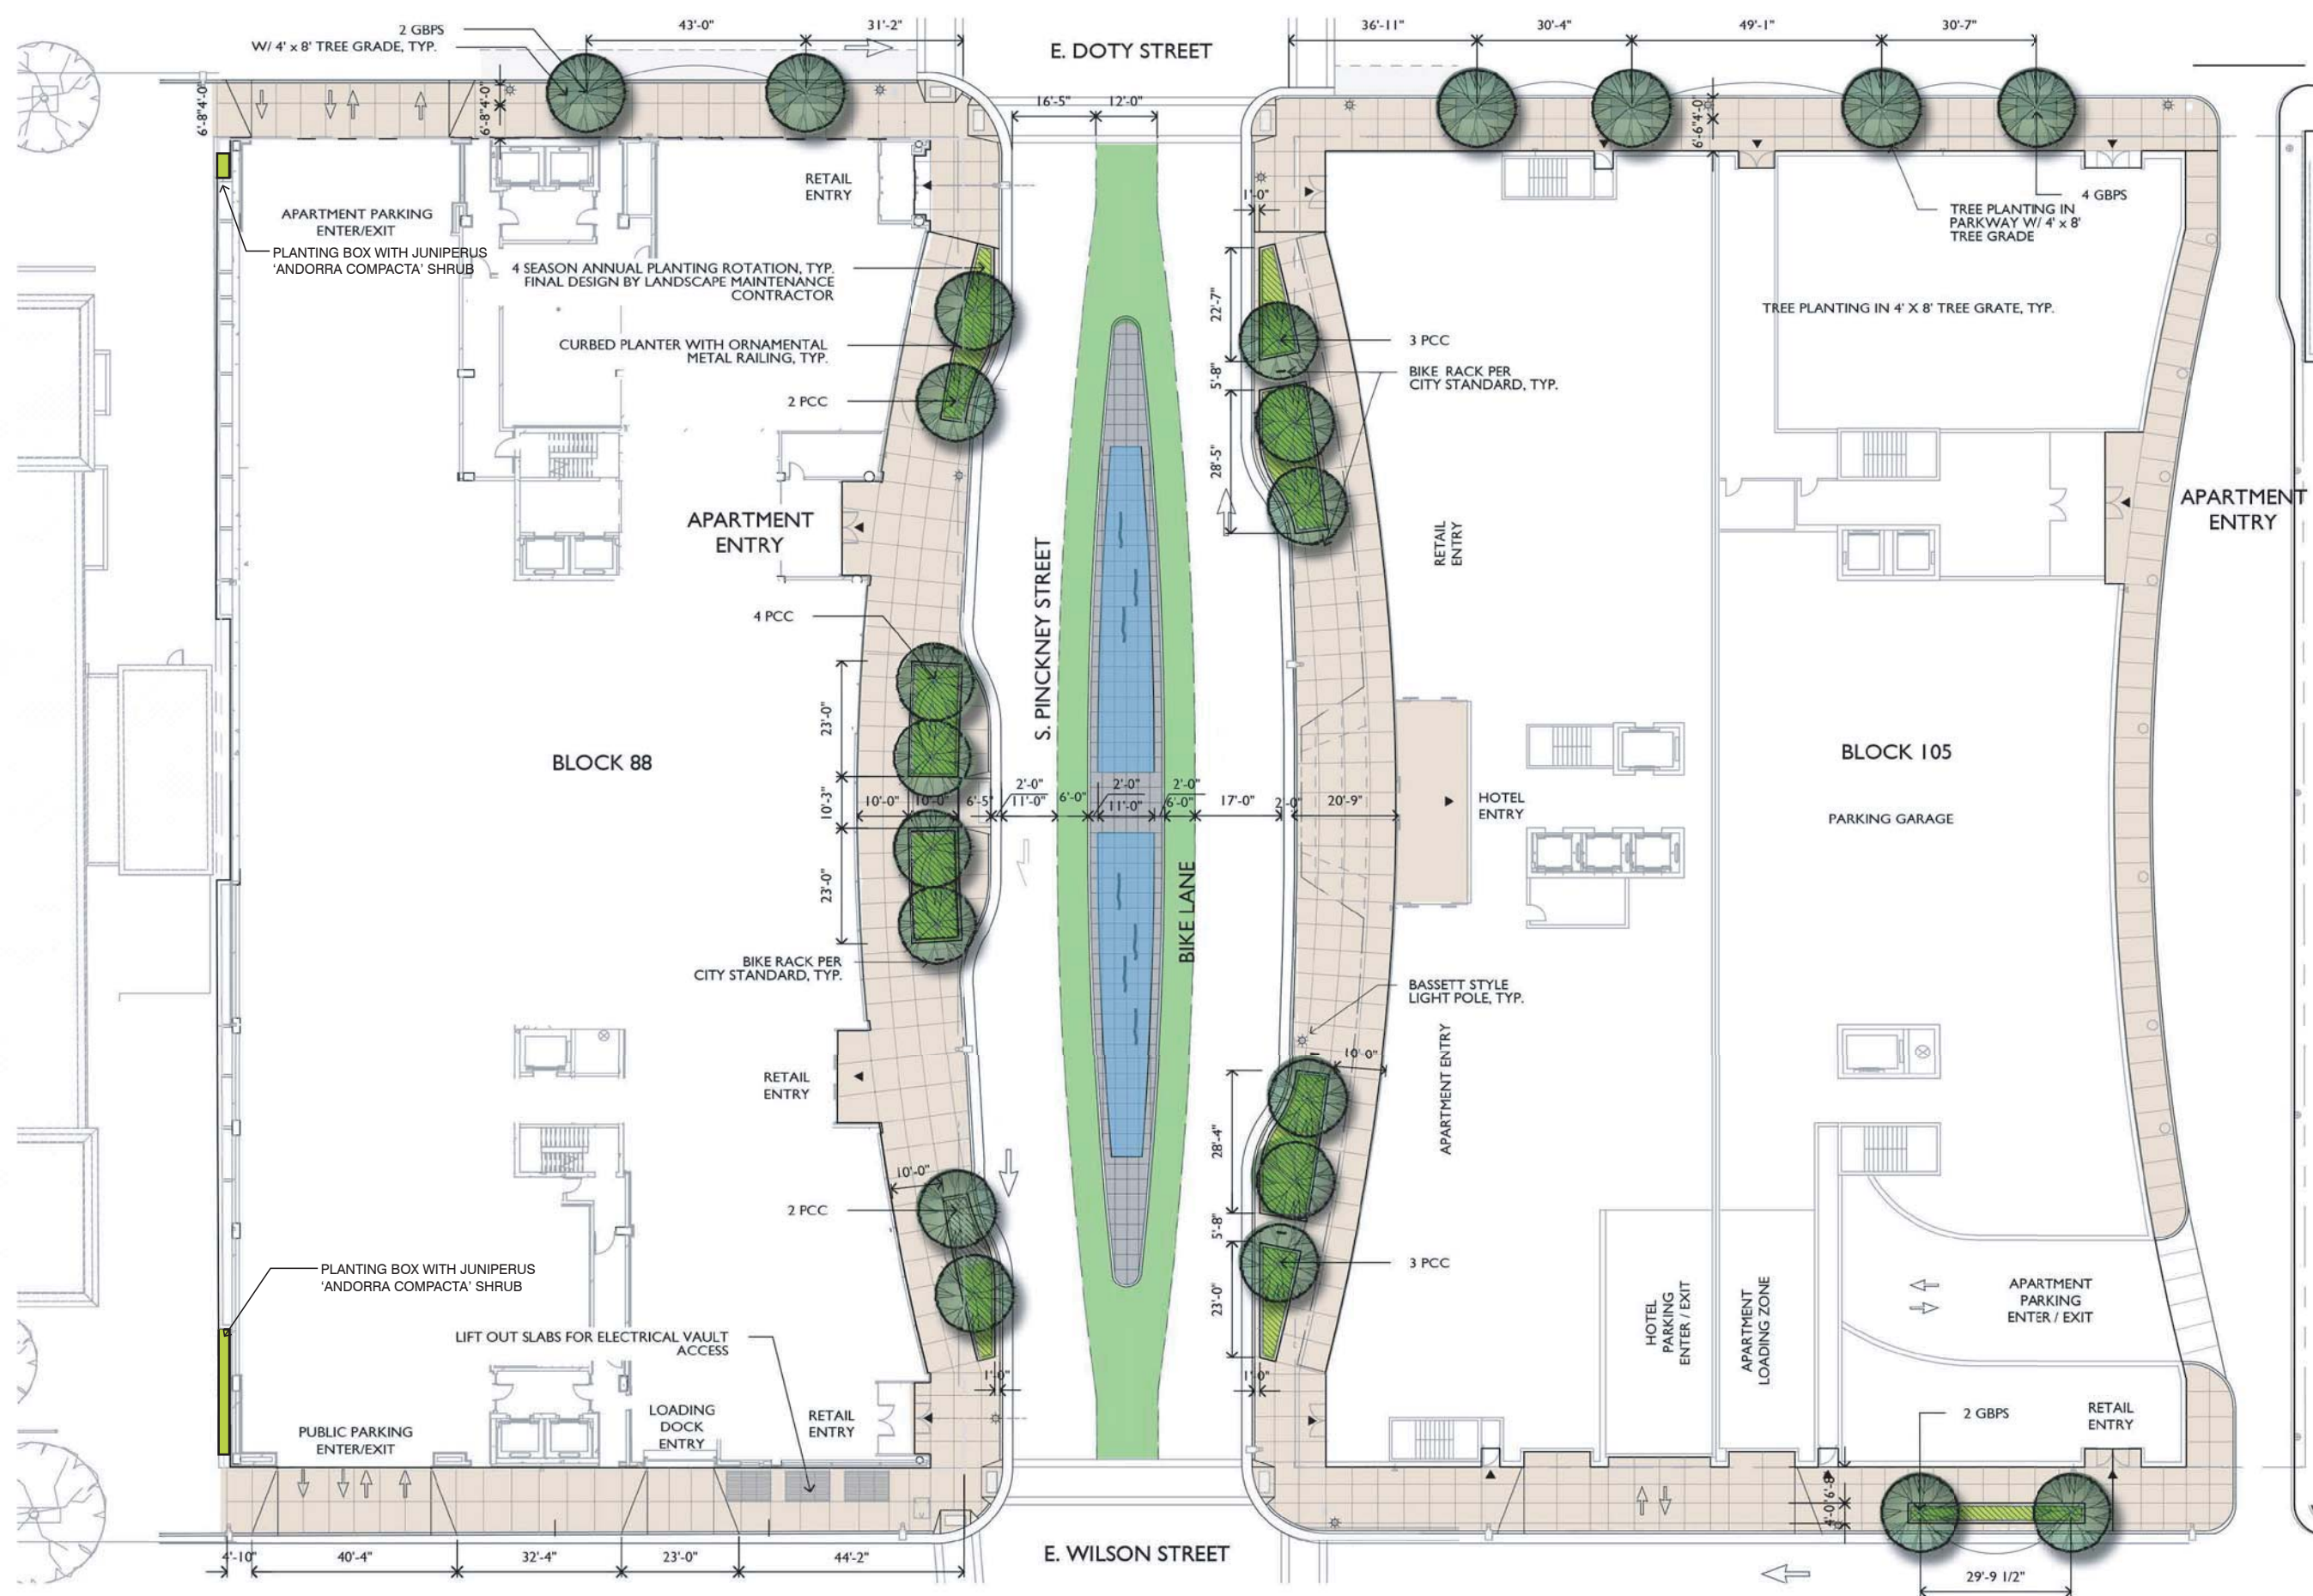 2 GBPS
W/ 4' x 8' TREE GRADE, TYP.
43'-0"
31'-2"
E. DOTY STREET
36'-11"
30'-4"
49'-1"
30'-7"
6'-8"
4'-0"
6'-8"
4'-0"
16'-5"
12'-0"
6'-6"
4'-0"
RETAIL
ENTRY
1'-0"
4 GBPS
TREE PLANTING IN
PARKWAY W/ 4' x 8'
TREE GRADE
APARTMENT PARKING
ENTER/EXIT
PLANTING BOX WITH JUNIPERUS
'ANDORRA COMPACTA' SHRUB
4 SEASON ANNUAL PLANTING ROTATION, TYP.
FINAL DESIGN BY LANDSCAPE MAINTENANCE
CONTRACTOR
22'-7"
TREE PLANTING IN 4' X 8' TREE GRATE, TYP.
CURBED PLANTER WITH ORNAMENTAL
METAL RAILING, TYP.
3 PCC
5'-8"
BIKE RACK PER
CITY STANDARD, TYP.
2 PCC
28'-5"
APARTMENT
ENTRY
RETAIL
ENTRY
APARTMENT
ENTRY
S. PINCKNEY STREET
4 PCC
23'-0"
BLOCK 88
BLOCK 105
10'-3"
10'-0"
10'-0"
6'-5"
2'-0"
11'-0"
6'-0"
2'-0"
11'-0"
2'-0"
6'-0"
17'-0"
2'-0"
20'-9"
HOTEL
ENTRY
PARKING GARAGE
23'-0"
BIKE LANE
BIKE RACK PER
CITY STANDARD, TYP.
BASSETT STYLE
LIGHT POLE, TYP.
10'-0"
RETAIL
ENTRY
APARTMENT ENTRY
28'-4"
10'-0"
2 PCC
5'-8"
3 PCC
PLANTING BOX WITH JUNIPERUS
'ANDORRA COMPACTA' SHRUB
23'-0"
HOTEL
PARKING
ENTER / EXIT
APARTMENT
LOADING ZONE
APARTMENT
PARKING
ENTER / EXIT
LIFT OUT SLABS FOR ELECTRICAL VAULT
ACCESS
1'-0"
1'-0"
PUBLIC PARKING
ENTER/EXIT
LOADING
DOCK
ENTRY
RETAIL
ENTRY
2 GBPS
RETAIL
ENTRY
4'-0"
6'-8"
4'-10"
40'-4"
32'-4"
23'-0"
44'-2"
E. WILSON STREET
29'-9 1/2"